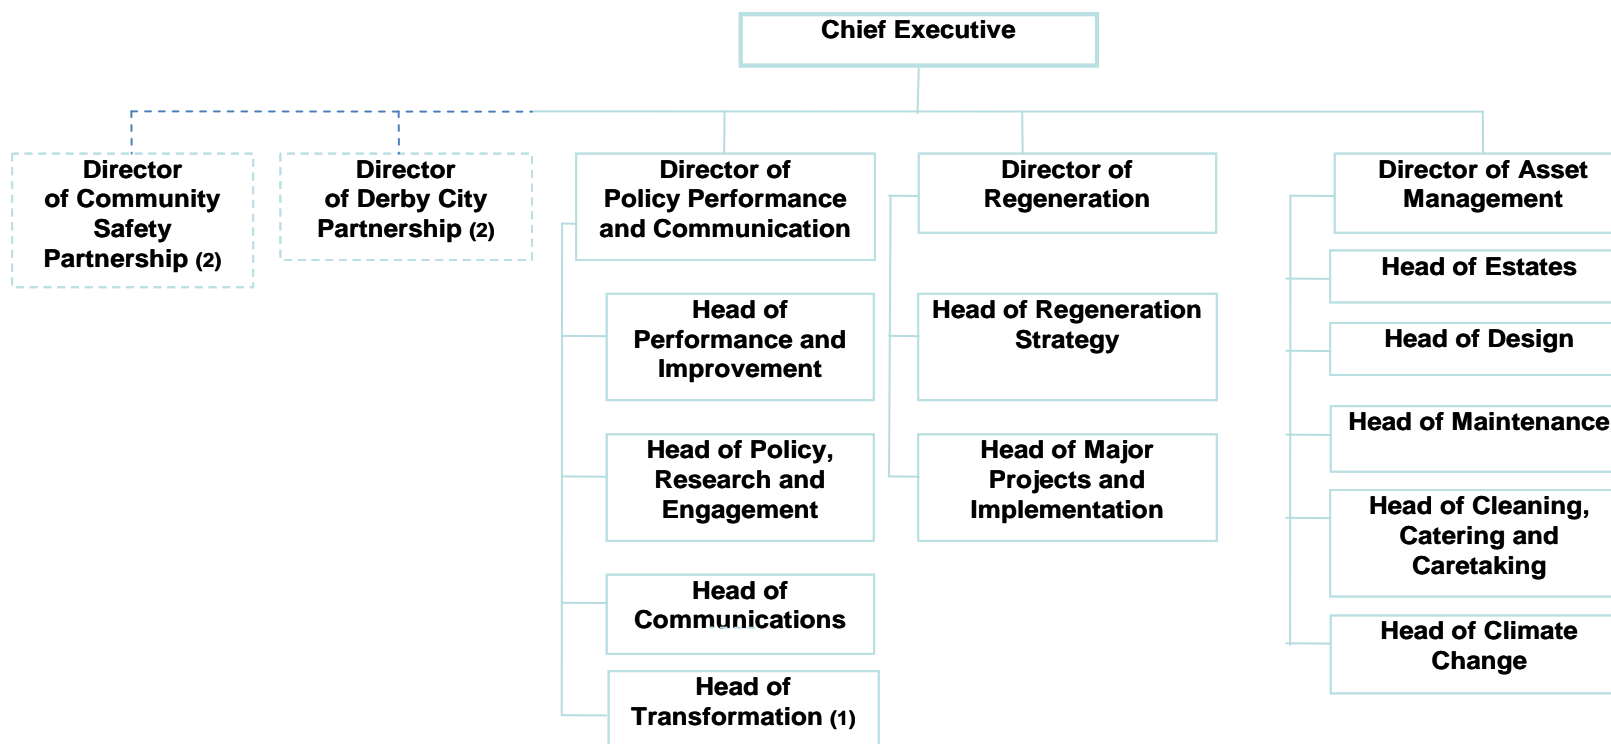 Chief Executive
Director
of Community
Safety
Partnership (2)
Director
of Derby City
Partnership (2)
Director of
Policy Performance
and Communication
Head of
Performance and
Improvement
Head of Policy,
Research and
Engagement
Head of
Communications
Head of
Transformation (1)
Director of
Regeneration
Head of Regeneration
Strategy
Head of Major
Projects and
Implementation
Director of Asset
Management
Head of Estates
Head of Design
Head of Maintenance
Head of Cleaning,
Catering and
Caretaking
Head of Climate
Change